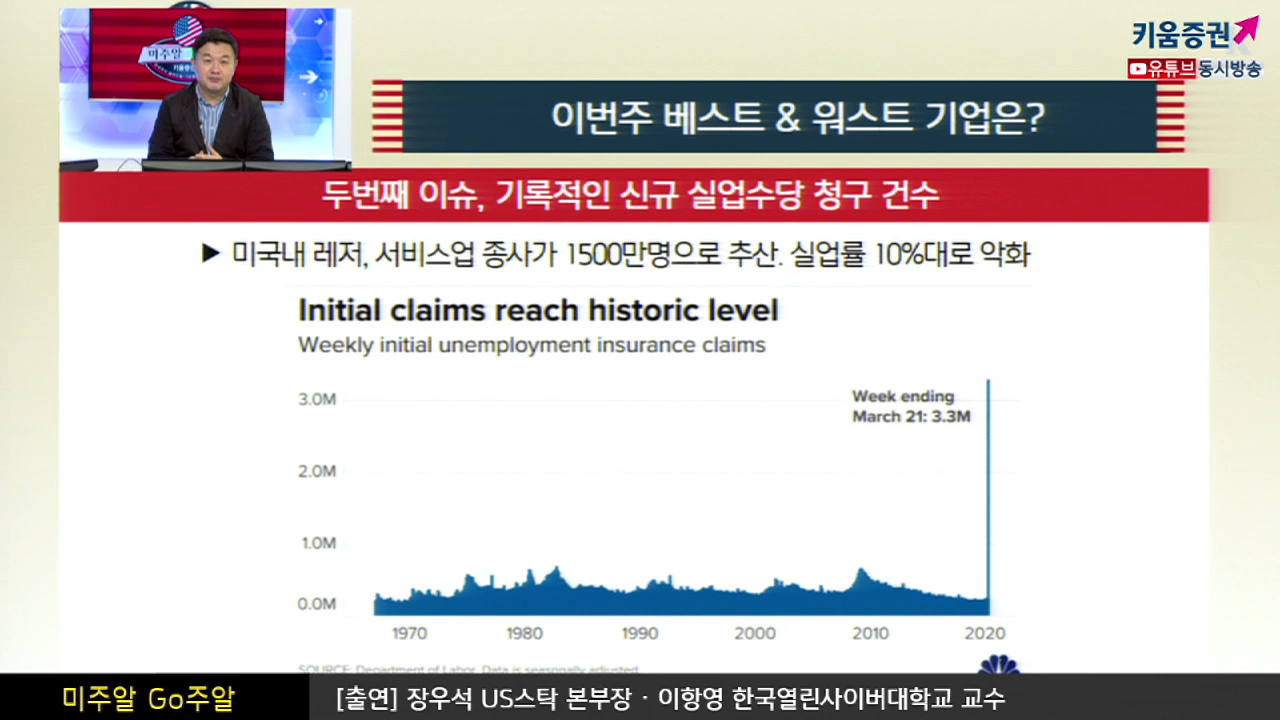 미주알
키움증권
유튜브동시방송
이번주 베스트 & 워스트 기업은?
두번째 이슈, 기록적인 신규 실업수당 청구 건수
▶ 미국내 레저, 서비스업 종사가 1500만명으로 추산. 실업률 10%대로 악화
Initial claims reach historic level
Weekly initial unemployment insurance claims
3.0M
Week ending
March 21: 3.3M
2.0M
1.0M
0.0M
1970 1980 1990 2000 2010 2020
SOURCE: Department of Labor. Data is seasonally adjusted.
미주알 Go주알
[출연] 장우석 US스탁 본부장 · 이항영 한국열린사이버대학교 교수